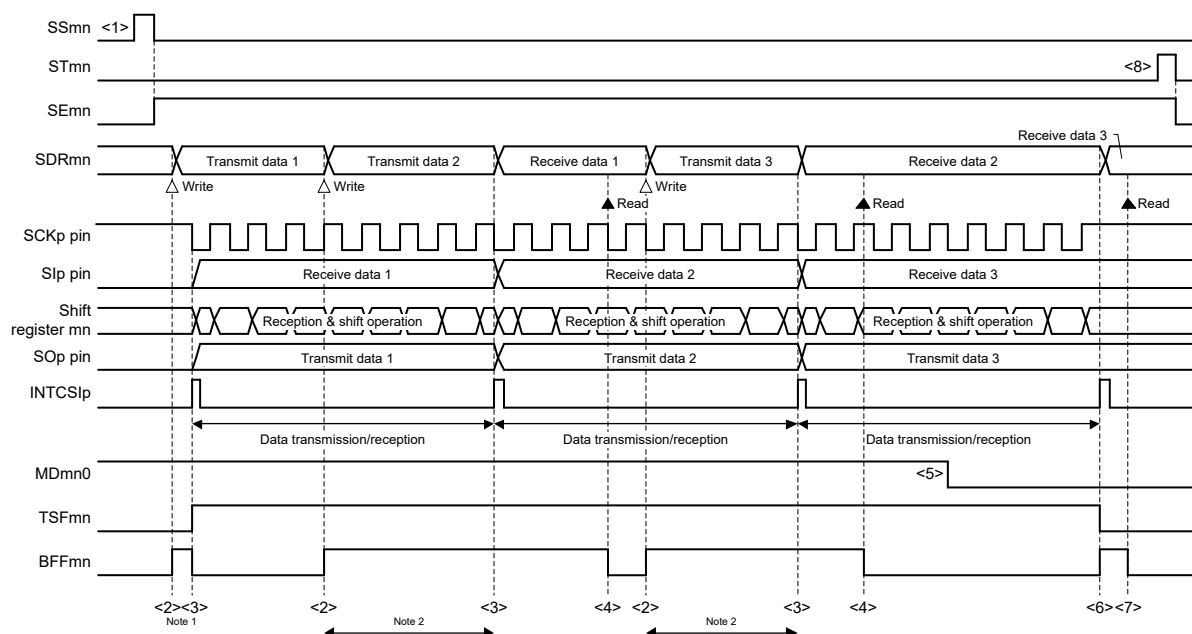 SSmn <1>
STmn <8>
SEmn
Receive data 3
SDRmn Transmit data 1 Transmit data 2 Receive data 1 Transmit data 3 Receive data 2
Write Write Write
Read Read Read
SCKp pin
SIp pin Receive data 1 Receive data 2 Receive data 3
Shift
register mn Reception & shift operation Reception & shift operation Reception & shift operation
SOp pin Transmit data 1 Transmit data 2 Transmit data 3
INTCSIp
Data transmission/reception Data transmission/reception Data transmission/reception
MDmn0 <5>
TSFmn
BFFmn
<2><3> <2> <3> <4> <2> <3> <4> <6> <7>
Note 1 Note 2 Note 2